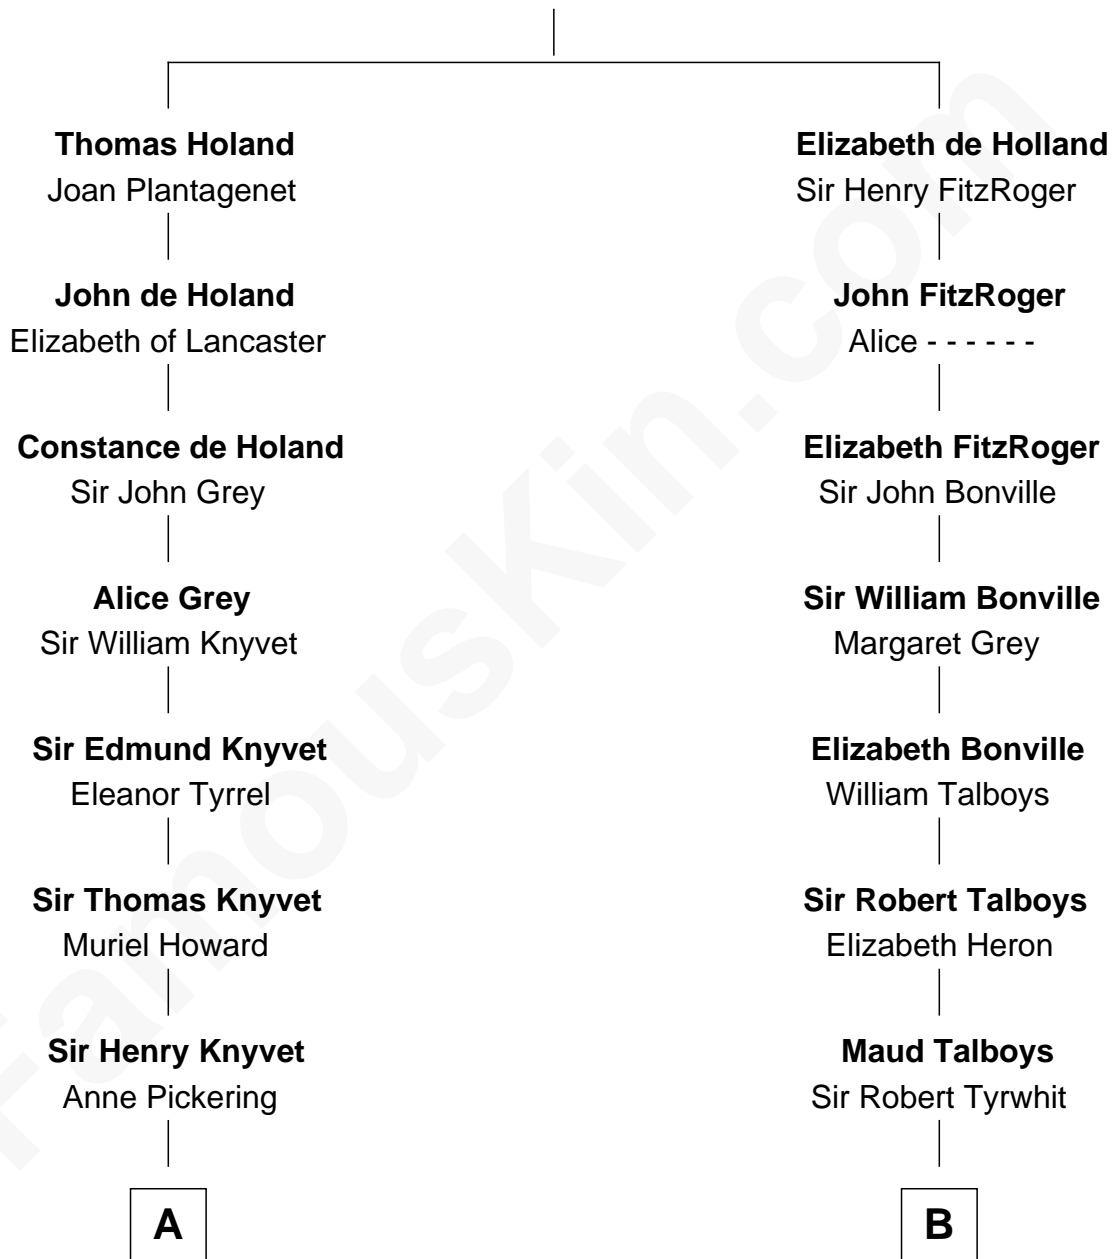 Thomas Holand
Joan Plantagenet
John de Holand
Elizabeth of Lancaster
Constance de Holand
Sir John Grey
Alice Grey
Sir William Knyvet
Sir Edmund Knyvet
Eleanor Tyrrel
Sir Thomas Knyvet
Muriel Howard
Sir Henry Knyvet
Anne Pickering
A
Elizabeth de Holland
Sir Henry FitzRoger
John FitzRoger
Alice - - - - - -
Elizabeth FitzRoger
Sir John Bonville
Sir William Bonville
Margaret Grey
Elizabeth Bonville
William Talboys
Sir Robert Talboys
Elizabeth Heron
Maud Talboys
Sir Robert Tyrwhit
B
FamousKin.com